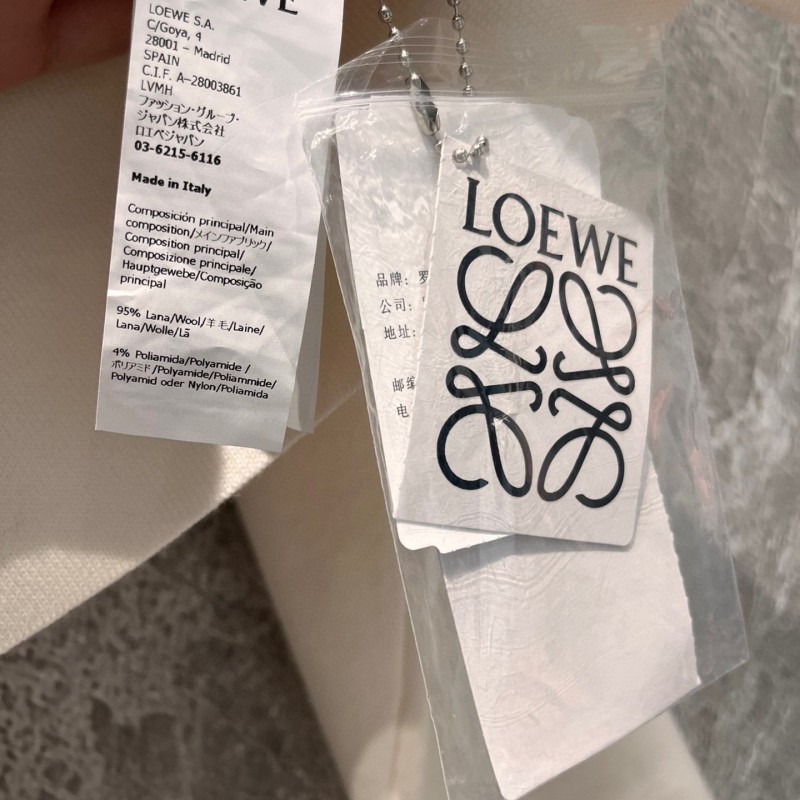 LOEWE S.A.
C/Goya, 4
28001 - Madrid
SPAIN
C.I.F. A-28003861
LVMH
ファッション・グループ・
ジャパン株式会社
ロエベジャパン
03-6215-6116
Made in Italy
Composición principal/Main
composition/メインファブリック/
Composition principal/
Composizione principale/
Hauptgewebe/Composição
principal
95% Lana/Wool/羊毛/Laine/
Lana/Wolle/Lã
4% Poliamida/Polyamide /
ポリアミド/Polyamide/Poliammide/
Polyamid oder Nylon/Poliamida
品牌:
公司:
地址:
邮编
电
LOEWE